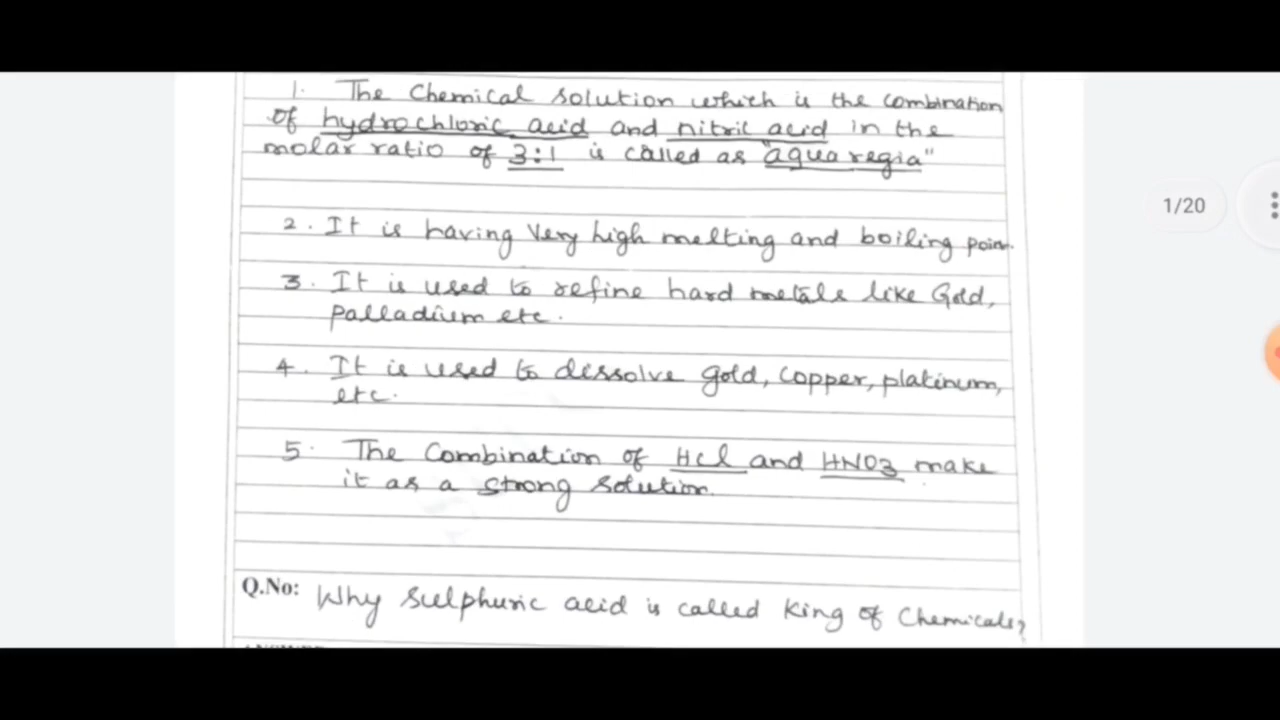 1. The Chemical solution which is the combination
of hydrochloric acid and nitric acid in the
molar ratio of 3:1 is called as "aqua regia"
2. It is having very high melting and boiling point.
3. It is used to refine hard metals like Gold,
palladium etc.
4. It is used to dissolve gold, copper, platinum,
etc.
5. The Combination of Hcl and HNO3 make
it as a strong solution.
Q.No: Why Sulphuric acid is called King of Chemicals?
1/20